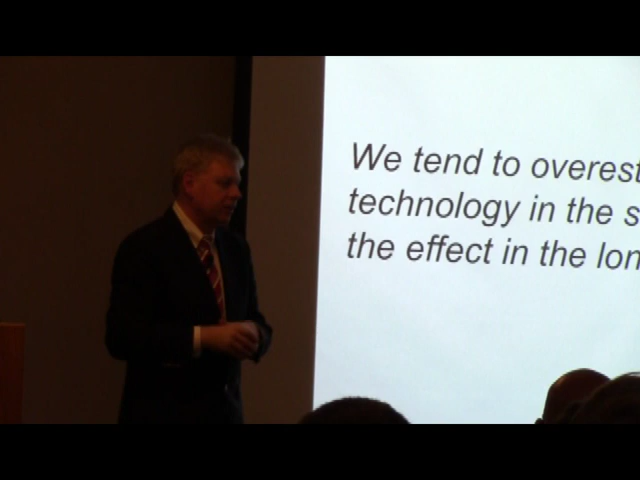 We tend to overest
technology in the s
the effect in the lon